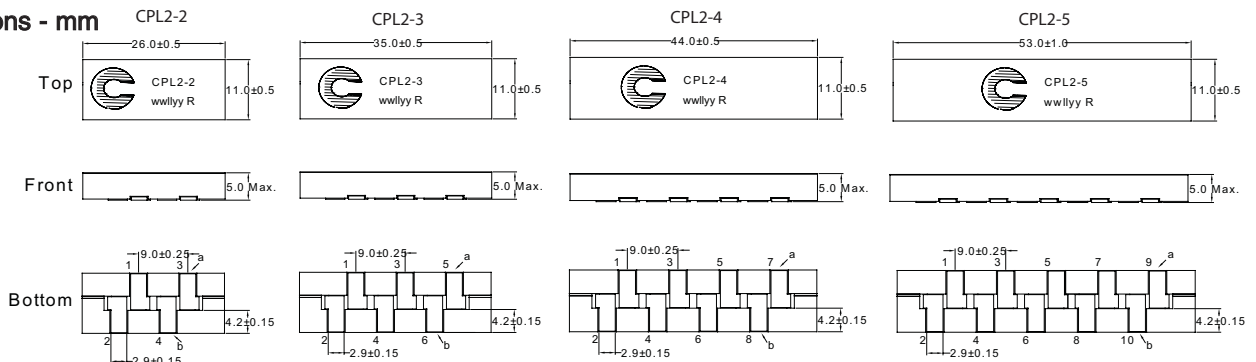 ons - mm
CPL2-2 CPL2-3 CPL2-4 CPL2-5
26.0±0.5 35.0±0.5 44.0±0.5 53.0±1.0
Top
CPL2-2
wwllyy R
11.0±0.5
CPL2-3
wwllyy R
11.0±0.5
CPL2-4
wwllyy R
11.0±0.5
CPL2-5
wwllyy R
11.0±0.5
Front 5.0 Max. 5.0 Max. 5.0 Max. 5.0 Max.
Bottom
9.0±0.25
1 3 a
4.2±0.15
2 4 b
2.9±0.15
9.0±0.25
1 3 5 a
4.2±0.15
2 4 6 b
2.9±0.15
9.0±0.25
1 3 5 7 a
4.2±0.15
2 4 6 8 b
2.9±0.15
9.0±0.25
1 3 5 7 9 a
4.2±0.15
2 4 6 8 10 b
2.9±0.15